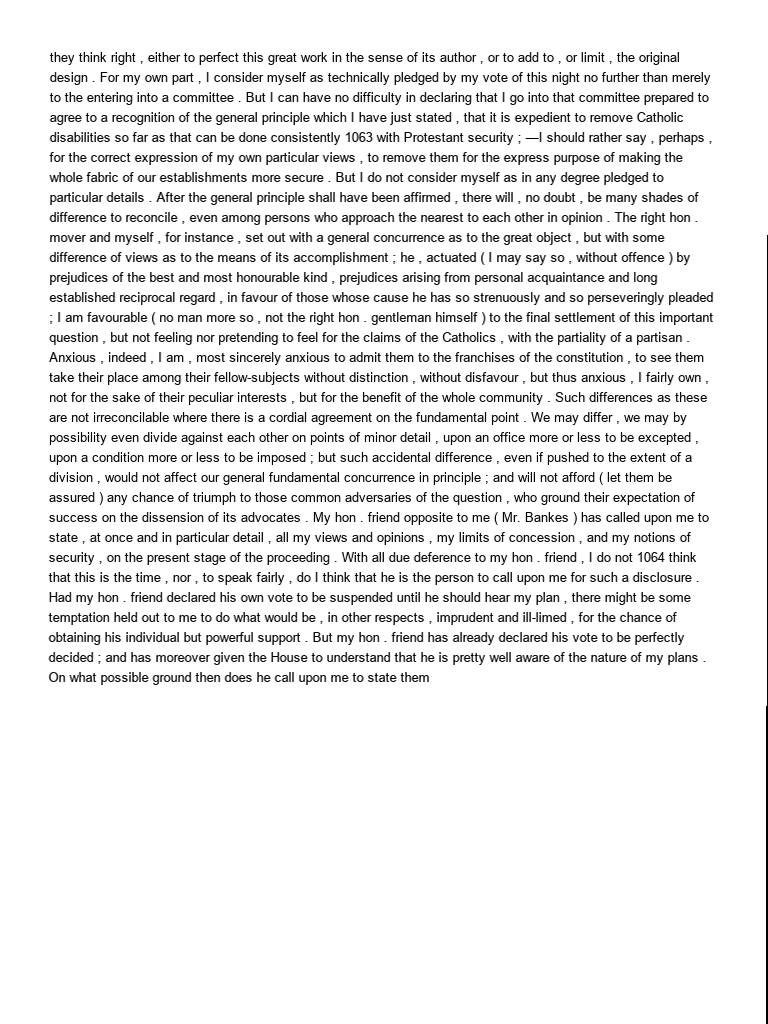 they think right , either to perfect this great work in the sense of its author , or to add to , or limit , the original
design . For my own part , I consider myself as technically pledged by my vote of this night no further than merely
to the entering into a committee . But I can have no difficulty in declaring that I go into that committee prepared to
agree to a recognition of the general principle which I have just stated , that it is expedient to remove Catholic
disabilities so far as that can be done consistently 1063 with Protestant security ; —I should rather say , perhaps ,
for the correct expression of my own particular views , to remove them for the express purpose of making the
whole fabric of our establishments more secure . But I do not consider myself as in any degree pledged to
particular details . After the general principle shall have been affirmed , there will , no doubt , be many shades of
difference to reconcile , even among persons who approach the nearest to each other in opinion . The right hon .
mover and myself , for instance , set out with a general concurrence as to the great object , but with some
difference of views as to the means of its accomplishment ; he , actuated ( I may say so , without offence ) by
prejudices of the best and most honourable kind , prejudices arising from personal acquaintance and long
established reciprocal regard , in favour of those whose cause he has so strenuously and so perseveringly pleaded
; I am favourable ( no man more so , not the right hon . gentleman himself ) to the final settlement of this important
question , but not feeling nor pretending to feel for the claims of the Catholics , with the partiality of a partisan .
Anxious , indeed , I am , most sincerely anxious to admit them to the franchises of the constitution , to see them
take their place among their fellow-subjects without distinction , without disfavour , but thus anxious , I fairly own ,
not for the sake of their peculiar interests , but for the benefit of the whole community . Such differences as these
are not irreconcilable where there is a cordial agreement on the fundamental point . We may differ , we may by
possibility even divide against each other on points of minor detail , upon an office more or less to be excepted ,
upon a condition more or less to be imposed ; but such accidental difference , even if pushed to the extent of a
division , would not affect our general fundamental concurrence in principle ; and will not afford ( let them be
assured ) any chance of triumph to those common adversaries of the question , who ground their expectation of
success on the dissension of its advocates . My hon . friend opposite to me ( Mr. Bankes ) has called upon me to
state , at once and in particular detail , all my views and opinions , my limits of concession , and my notions of
security , on the present stage of the proceeding . With all due deference to my hon . friend , I do not 1064 think
that this is the time , nor , to speak fairly , do I think that he is the person to call upon me for such a disclosure .
Had my hon . friend declared his own vote to be suspended until he should hear my plan , there might be some
temptation held out to me to do what would be , in other respects , imprudent and ill-limed , for the chance of
obtaining his individual but powerful support . But my hon . friend has already declared his vote to be perfectly
decided ; and has moreover given the House to understand that he is pretty well aware of the nature of my plans .
On what possible ground then does he call upon me to state them